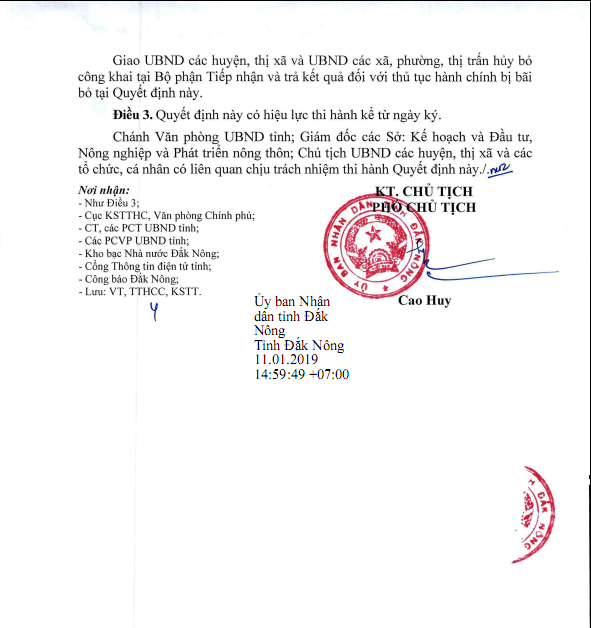 Giao UBND các huyện, thị xã và UBND các xã, phường, thị trấn hủy bỏ
công khai tại Bộ phận Tiếp nhận và trả kết quả đối với thủ tục hành chính bị bãi
bỏ tại Quyết định này.
Điều 3. Quyết định này có hiệu lực thi hành kể từ ngày ký.
Chánh Văn phòng UBND tỉnh; Giám đốc các Sở: Kế hoạch và Đầu tư,
Nông nghiệp và Phát triển nông thôn; Chủ tịch UBND các huyện, thị xã và các
tổ chức, cá nhân có liên quan chịu trách nhiệm thi hành Quyết định này./.
Nơi nhận:
- Như Điều 3;
- Cục KSTTHC, Văn phòng Chính phủ;
- CT, các PCT UBND tỉnh;
- Các PCVP UBND tỉnh;
- Kho bạc Nhà nước Đắk Nông;
- Cổng Thông tin điện tử tỉnh;
- Công báo Đắk Nông;
- Lưu: VT, TTHCC, KSTT.
KT. CHỦ TỊCH
PHÓ CHỦ TỊCH
ỦY BAN NHÂN DÂN TỈNH ĐẮK NÔNG
Cao Huy
Ủy ban Nhân
dân tỉnh Đắk
Nông
Tỉnh Đắk Nông
11.01.2019
14:59:49 +07:00
H ĐẮK NÔNG